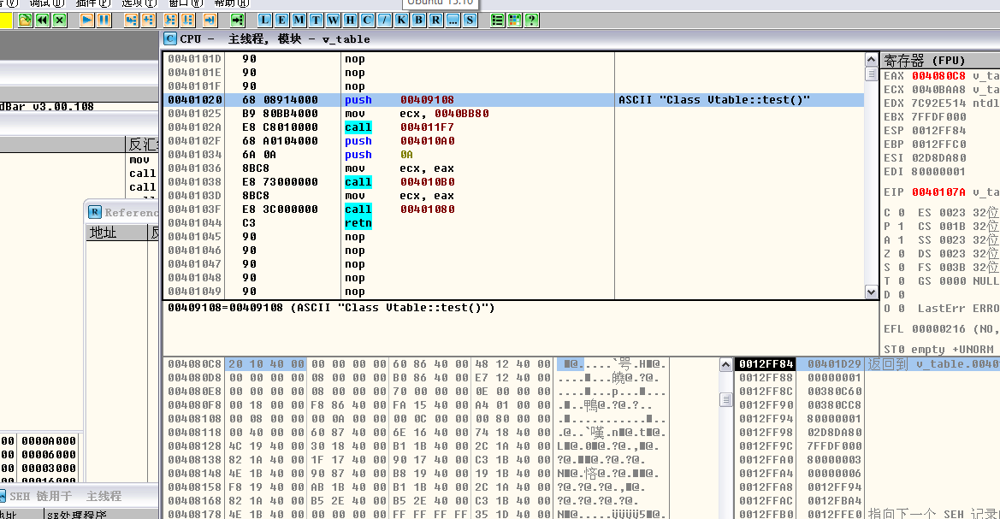 调试(D) 插件(P) 选项(T) 窗口(W) 帮助(H)
Ubuntu 15.10
L E M T W H C / K B R ... S
?
C CPU - 主线程, 模块 - v_table
dBar v3.00.108
反汇
mov
call
call
R Referenc
地址 反
0040101D 90 nop
0040101E 90 nop
0040101F 90 nop
00401020 68 08914000 push 00409108 ASCII "Class Vtable::test()"
00401025 B9 80BB4000 mov ecx, 0040BB80
0040102A E8 C8010000 call 004011F7
0040102F 68 A0104000 push 004010A0
00401034 6A 0A push 0A
00401036 8BC8 mov ecx, eax
00401038 E8 73000000 call 004010B0
0040103D 8BC8 mov ecx, eax
0040103F E8 3C000000 call 00401080
00401044 C3 retn
00401045 90 nop
00401046 90 nop
00401047 90 nop
00401048 90 nop
00401049 90 nop
00409108=00409108 (ASCII "Class Vtable::test()")
寄存器 (FPU)
EAX 004080C8 v_ta
ECX 0040BAA8 v_ta
EDX 7C92E514 ntdl
EBX 7FFDF000
ESP 0012FF84
EBP 0012FFC0
ESI 02D8DA80
EDI 80000001
EIP 0040107A v_ta
C 0 ES 0023 32位
P 1 CS 001B 32位
A 1 SS 0023 32位
Z 0 DS 0023 32位
S 0 FS 003B 32位
T 0 GS 0000 NULL
D 0
O 0 LastErr ERRO
EFL 00000216 (NO,
ST0 empty +UNORM
004080C8 20 10 40 00 00 00 00 00 60 86 40 00 48 12 40 00
004080D8 00 00 00 00 08 00 00 00 B0 86 40 00 E7 12 40 00
004080E8 00 00 00 00 08 00 00 00 70 00 00 00 0E 00 00 00
004080F8 00 18 00 00 F8 86 40 00 FA 15 40 00 A4 01 00 00
00408108 00 08 00 00 00 0A 00 00 00 0C 00 00 00 80 00 00
00408118 00 40 00 00 60 87 40 00 6E 16 40 00 74 18 40 00
00408128 4C 19 40 00 30 18 40 00 B1 1B 40 00 2C 1A 40 00
00408138 82 1A 40 00 1F 17 40 00 90 17 40 00 C3 1B 40 00
00408148 4E 1B 40 00 90 87 40 00 B8 19 40 00 19 1B 40 00
00408158 F8 19 40 00 AB 1B 40 00 B1 1B 40 00 2C 1A 40 00
00408168 82 1A 40 00 B5 2E 40 00 B5 2E 40 00 C3 1B 40 00
00408178 4E 1B 40 00 00 00 00 00 FF FF FF FF 35 1D 40 00
0012FF84 00401D29 返回到 v_table.0040
0012FF88 00000001
0012FF8C 00380C60
0012FF90 00380CC8
0012FF94 80000001
0012FF98 02D8DA80
0012FF9C 7FFDF000
0012FFA0 80000003
0012FFA4 00000006
0012FFA8 0012FF94
0012FFAC 0012FBA4
0012FFB0 0012FFE0 指向下一个 SEH 记录
00 0000A000
00 00006000
00 00003000
00 00016000
SEH 链用于 主线程
地址 SE处理程序